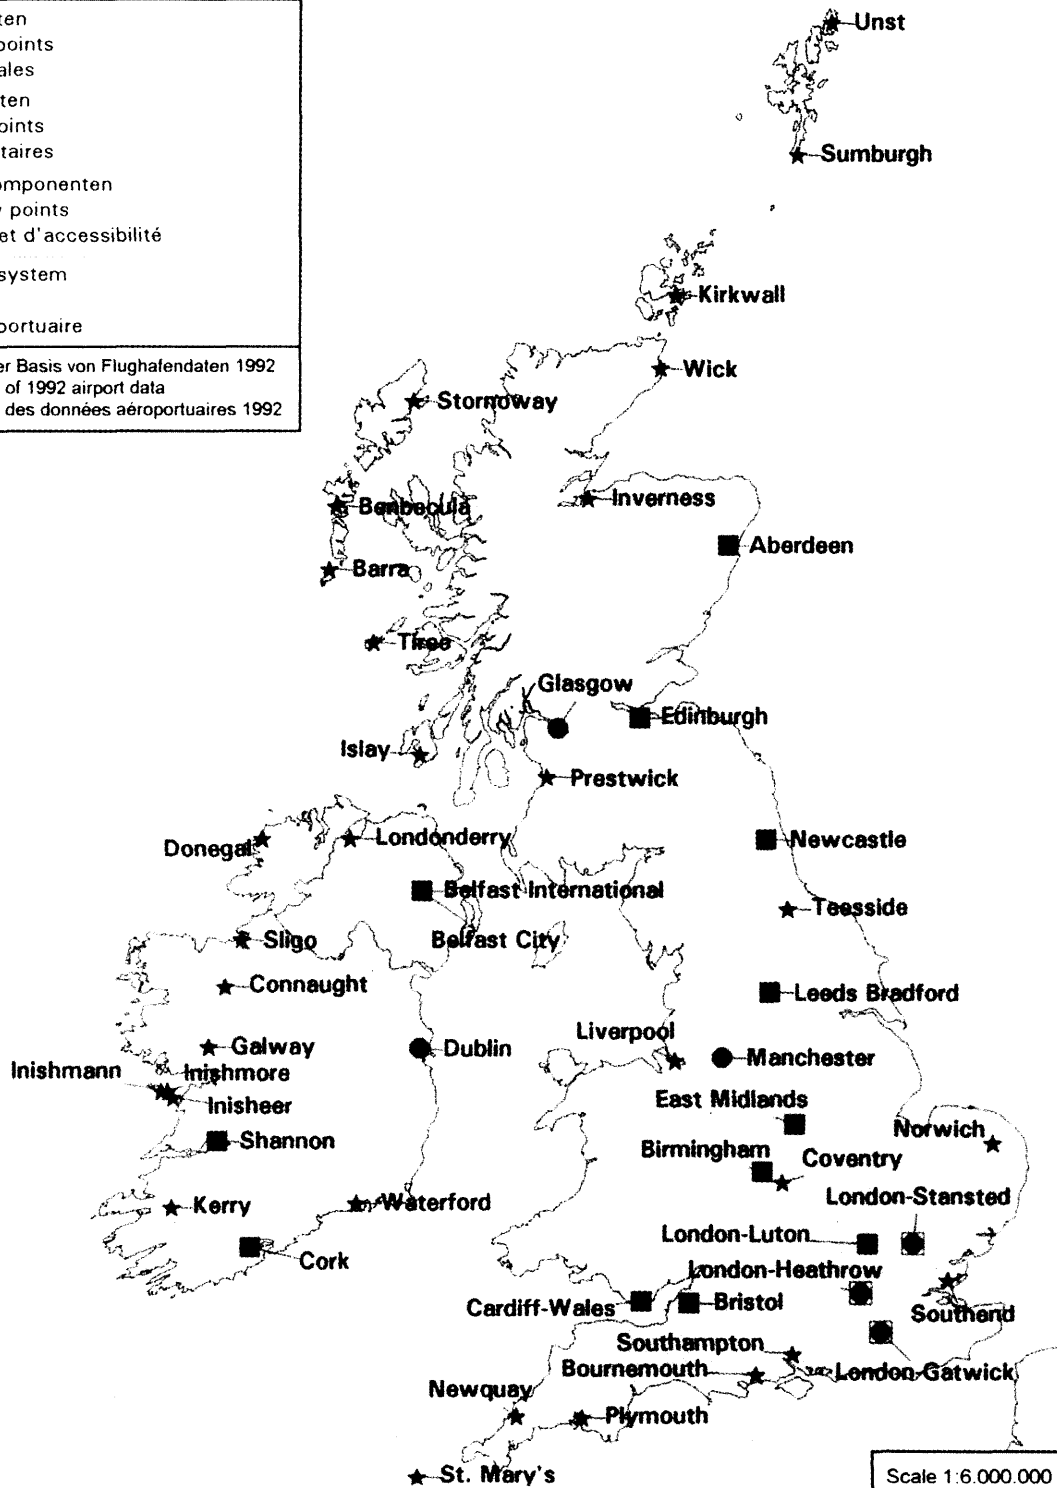 ten
points
ales
ten
oints
taires
omponenten
points
et d'accessibilité
system
portuaire
er Basis von Flughafendaten 1992
of 1992 airport data
des données aéroportuaires 1992
Unst
Sumburgh
Kirkwall
Wick
Stornoway
Inverness
Benbecula
Aberdeen
Barra
Tiree
Glasgow
Edinburgh
Islay
Prestwick
Donegal
Londonderry
Newcastle
Belfast International
Teesside
Sligo
Belfast City
Connaught
Leeds Bradford
Liverpool
Galway
Dublin
Manchester
Inishmann
Inishmore
East Midlands
Inisheer
Norwich
Shannon
Birmingham
Coventry
Kerry
Waterford
London-Stansted
London-Luton
Cork
London-Heathrow
Cardiff-Wales
Bristol
Southend
Southampton
Bournemouth
London-Gatwick
Newquay
Plymouth
St. Mary's
Scale 1:6.000.000